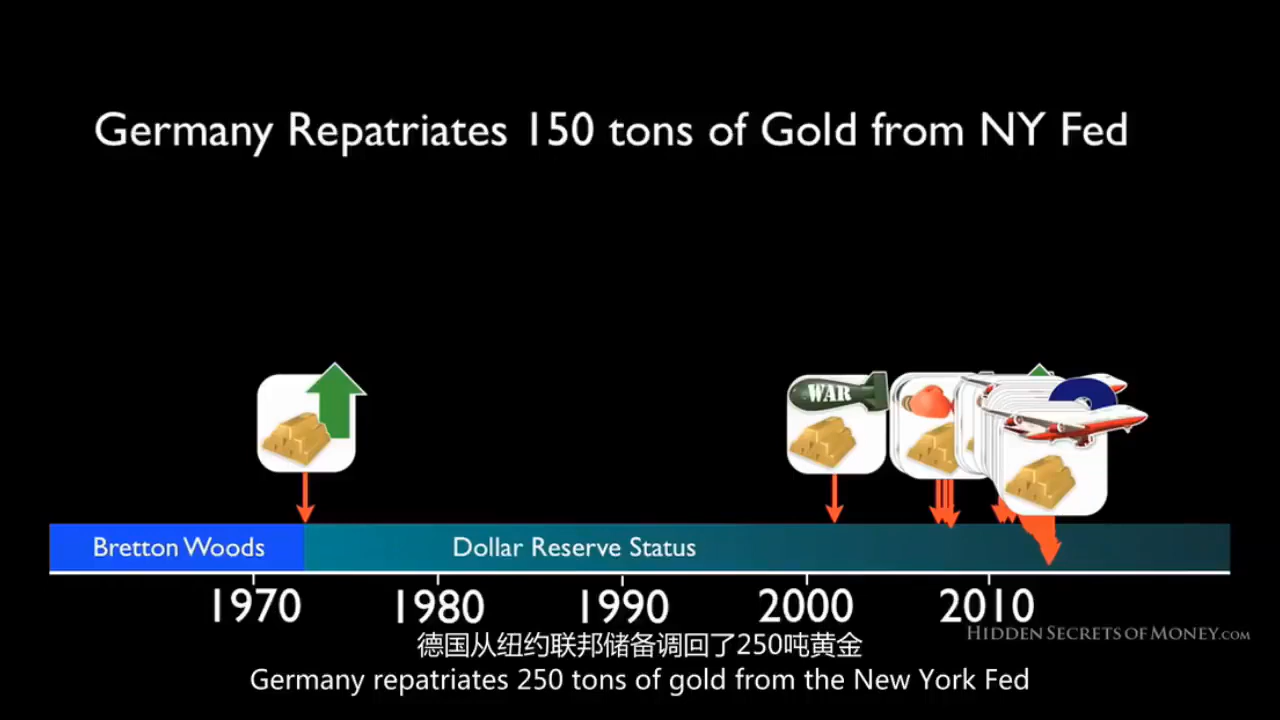 Germany Repatriates 150 tons of Gold from NY Fed
WAR
Bretton Woods
Dollar Reserve Status
1970 1980 1990 2000 2010
HIDDEN SECRETS OF MONEY.COM
德国从纽约联邦储备调回了250吨黄金
Germany repatriates 250 tons of gold from the New York Fed